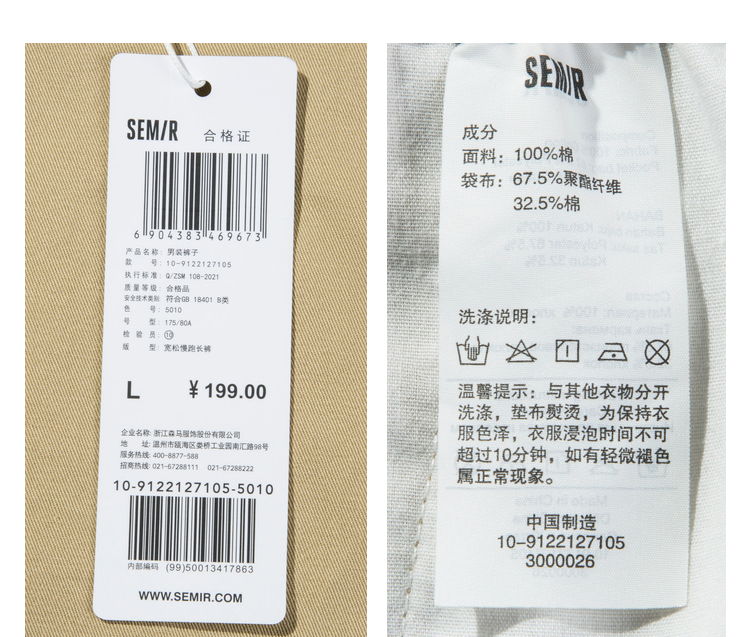 SEMIR 合格证
6 904383 469673
产品名称: 男装裤子
款 号: 10-9122127105
执行标准: Q/ZSM 108-2021
质量等级: 合格品
安全技术类别: 符合GB 18401 B类
色 号: 5010
号 型: 175/80A
检 验 员: 10
版 型: 宽松慢跑长裤
L ¥ 199.00
企业名称: 浙江森马服饰股份有限公司
地 址: 温州市瓯海区娄桥工业园南汇路98号
服务热线: 400-8877-588
招商热线: 021-67288111 021-67288222
10-9122127105-5010
内部编码 (99)50013417863
WWW.SEMIR.COM
SEMIR
成分
面料: 100%棉
袋布: 67.5%聚酯纤维
32.5%棉
洗涤说明:
温馨提示: 与其他衣物分开
洗涤, 垫布熨烫, 为保持衣
服色泽, 衣服浸泡时间不可
超过10分钟, 如有轻微褪色
属正常现象。
中国制造
10-9122127105
3000026